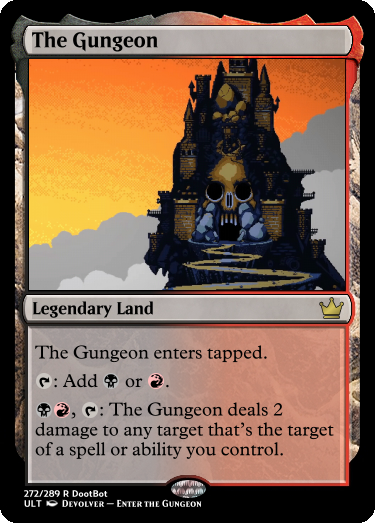 The Gungeon
Legendary Land
The Gungeon enters tapped.
: Add or .
, : The Gungeon deals 2
damage to any target that's the target
of a spell or ability you control.
272/289 R DootBot
ULT Devolver – Enter the Gungeon